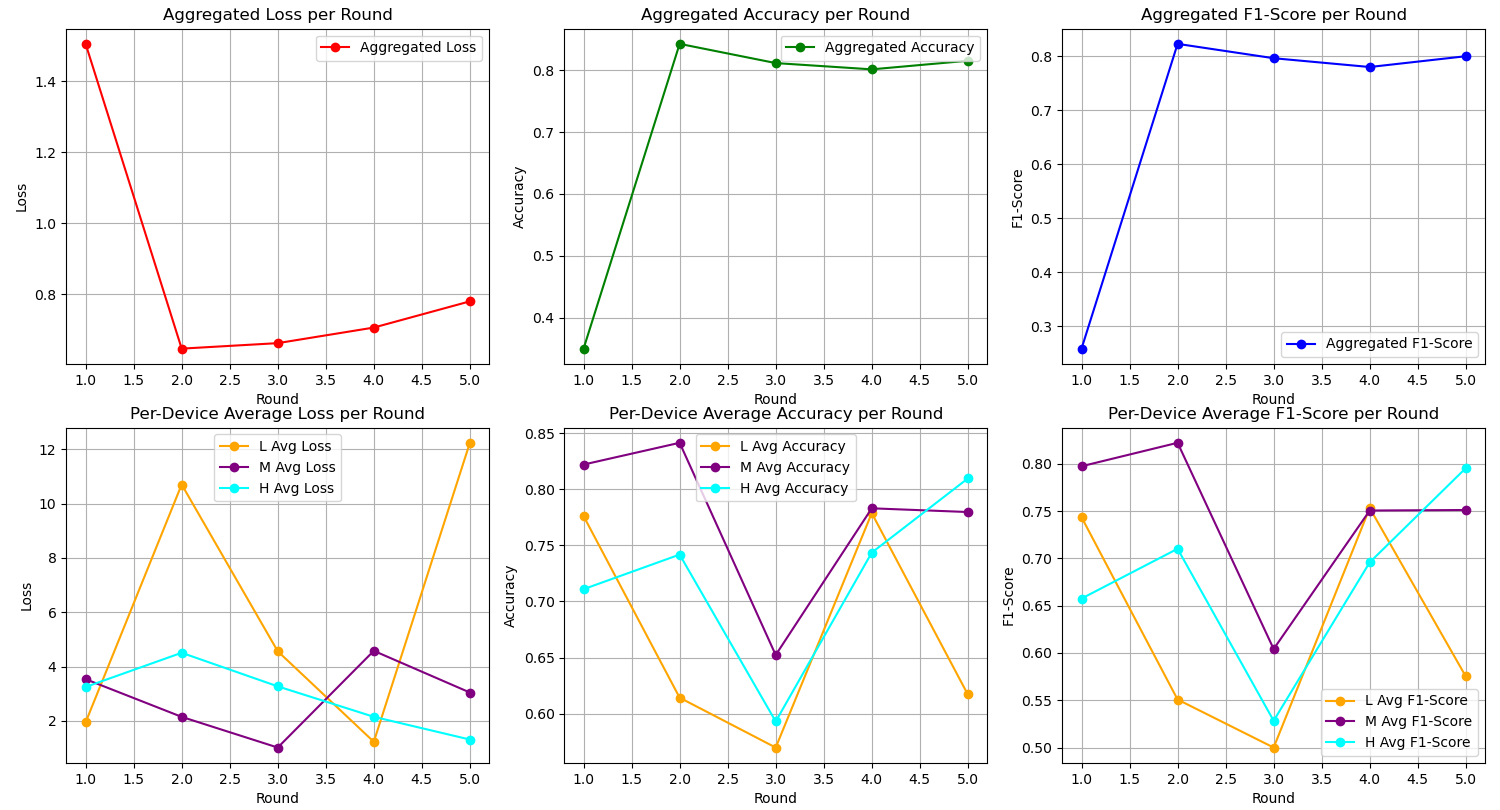 Aggregated Loss per Round
Aggregated Loss
1.4
1.2
1.0
0.8
Loss
1.0 1.5 2.0 2.5 3.0 3.5 4.0 4.5 5.0
Round
Aggregated Accuracy per Round
Aggregated Accuracy
0.8
0.7
0.6
0.5
0.4
Accuracy
1.0 1.5 2.0 2.5 3.0 3.5 4.0 4.5 5.0
Round
Aggregated F1-Score per Round
0.8
0.7
0.6
0.5
0.4
0.3
F1-Score
Aggregated F1-Score
1.0 1.5 2.0 2.5 3.0 3.5 4.0 4.5 5.0
Round
Per-Device Average Loss per Round
L Avg Loss
M Avg Loss
H Avg Loss
12
10
8
6
4
2
Loss
1.0 1.5 2.0 2.5 3.0 3.5 4.0 4.5 5.0
Round
Per-Device Average Accuracy per Round
L Avg Accuracy
M Avg Accuracy
H Avg Accuracy
0.85
0.80
0.75
0.70
0.65
0.60
Accuracy
1.0 1.5 2.0 2.5 3.0 3.5 4.0 4.5 5.0
Round
Per-Device Average F1-Score per Round
0.80
0.75
0.70
0.65
0.60
0.55
0.50
F1-Score
L Avg F1-Score
M Avg F1-Score
H Avg F1-Score
1.0 1.5 2.0 2.5 3.0 3.5 4.0 4.5 5.0
Round